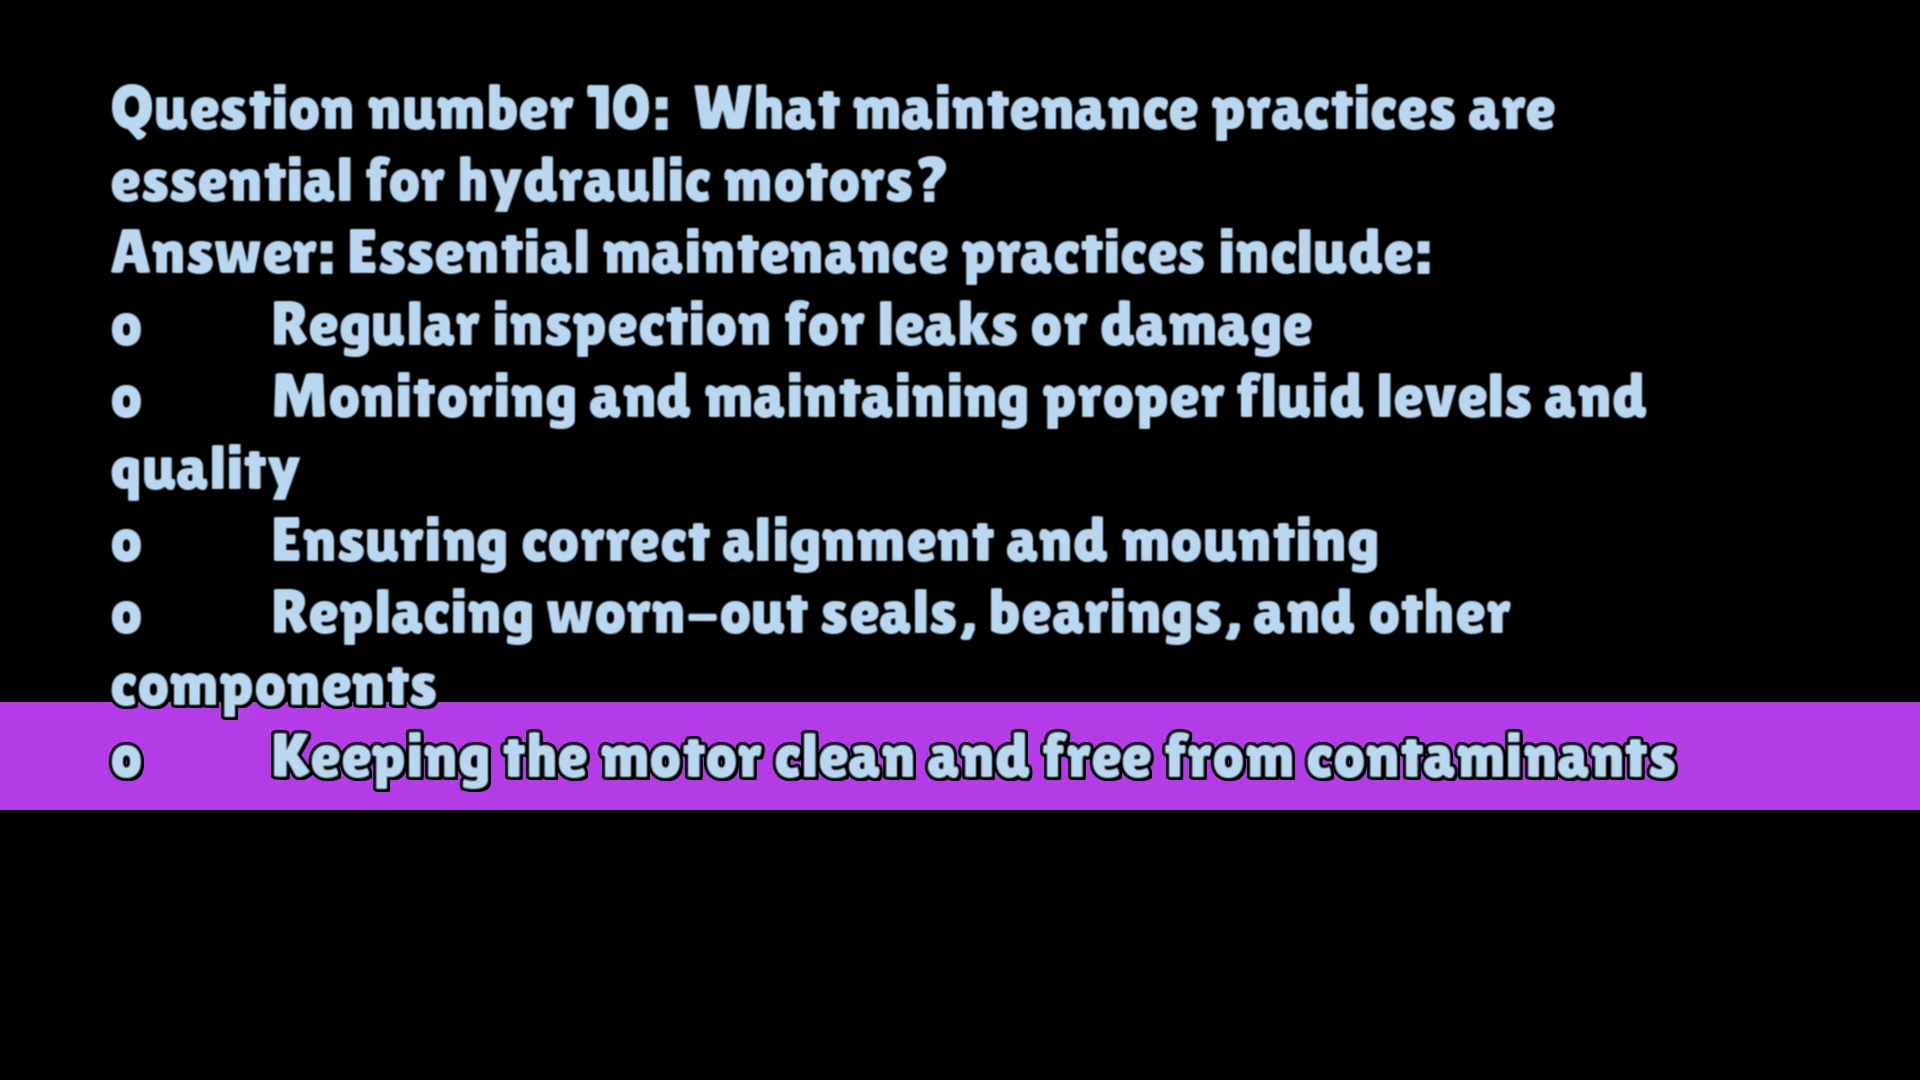 Question number 10:  What maintenance practices are
essential for hydraulic motors?
Answer: Essential maintenance practices include:
o Regular inspection for leaks or damage
o Monitoring and maintaining proper fluid levels and
quality
o Ensuring correct alignment and mounting
o Replacing worn-out seals, bearings, and other
components
o Keeping the motor clean and free from contaminants